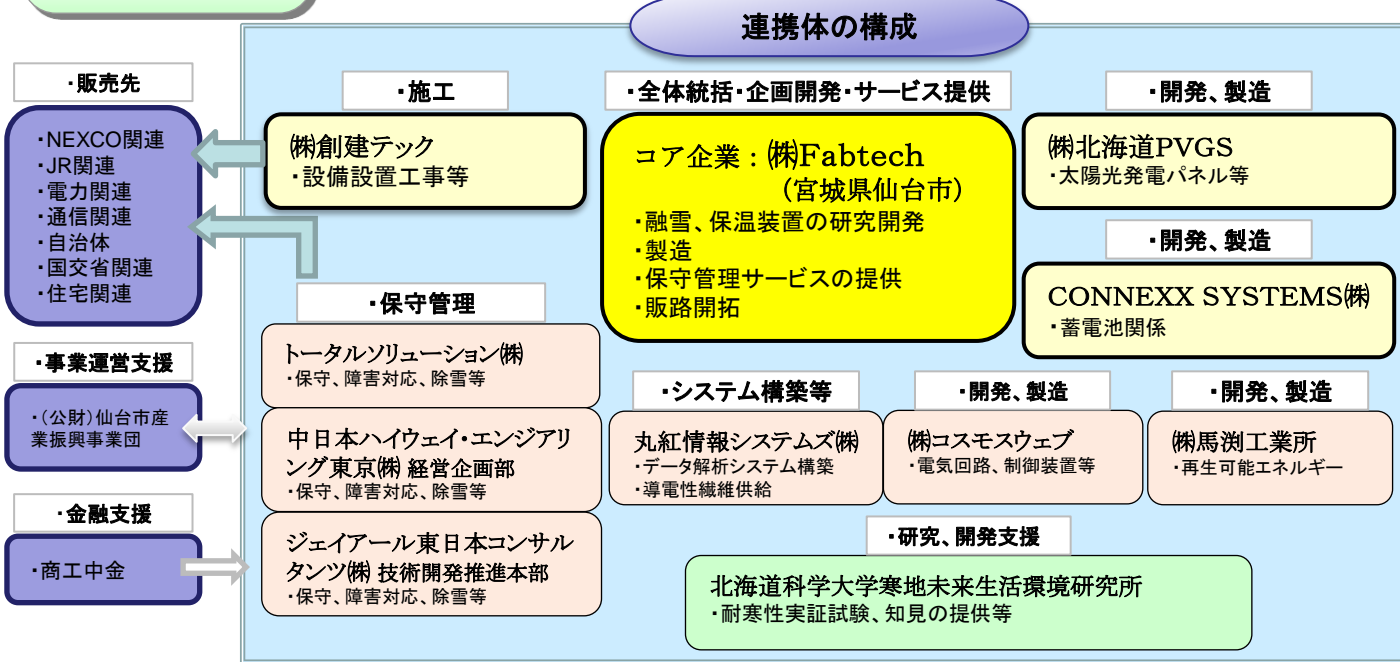 連携体の構成
・販売先
・NEXCO関連
・JR関連
・電力関連
・通信関連
・自治体
・国交省関連
・住宅関連
・事業運営支援
・(公財)仙台市産
業振興事業団
・金融支援
・商工中金
・施工
㈱創建テック
・設備設置工事等
・保守管理
トータルソリューション㈱
・保守、障害対応、除雪等
中日本ハイウェイ・エンジアリ
ング東京㈱ 経営企画部
・保守、障害対応、除雪等
ジェイアール東日本コンサル
タンツ㈱ 技術開発推進本部
・保守、障害対応、除雪等
・全体統括・企画開発・サービス提供
コア企業:㈱Fabtech
(宮城県仙台市)
・融雪、保温装置の研究開発
・製造
・保守管理サービスの提供
・販路開拓
・開発、製造
㈱北海道PVGS
・太陽光発電パネル等
・開発、製造
CONNEXX SYSTEMS㈱
・蓄電池関係
・システム構築等
丸紅情報システムズ㈱
・データ解析システム構築
・導電性繊維供給
・開発、製造
㈱コスモスウェブ
・電気回路、制御装置等
・開発、製造
㈱馬渕工業所
・再生可能エネルギー
・研究、開発支援
北海道科学大学寒地未来生活環境研究所
・耐寒性実証試験、知見の提供等